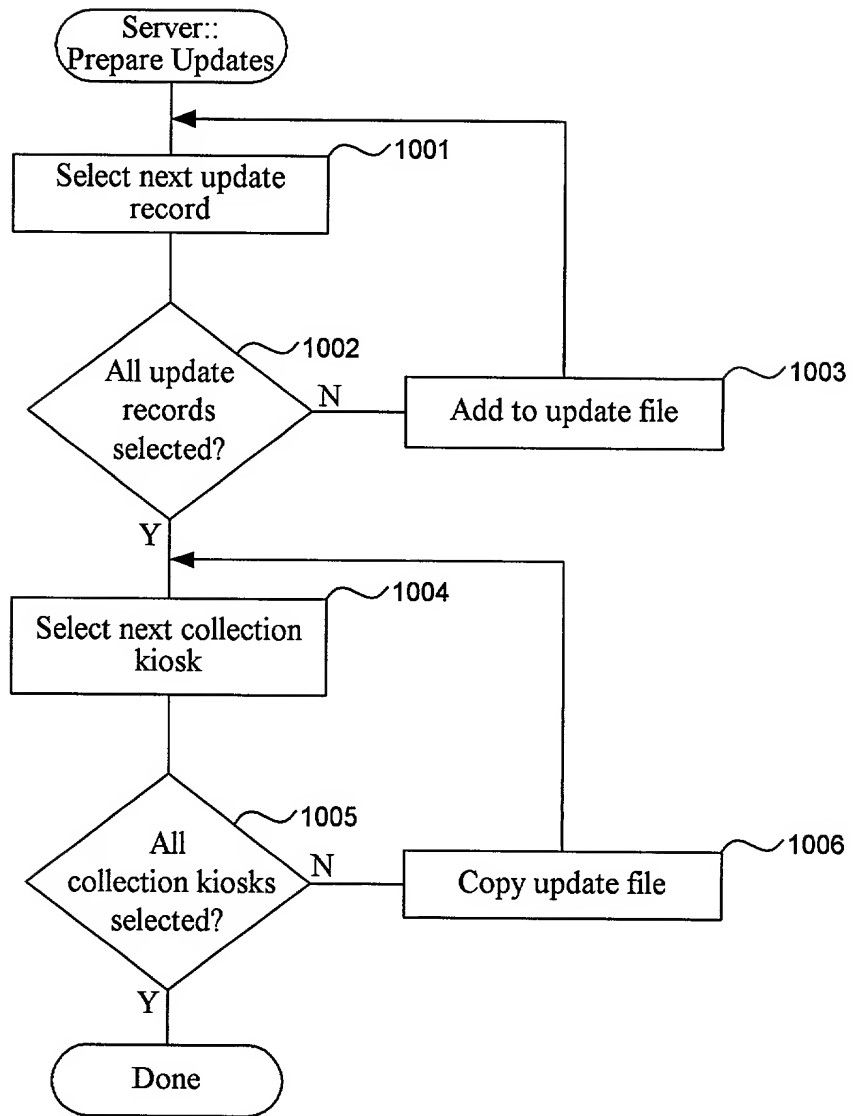 Server::
Prepare Updates
1001
Select next update
record
1002
All update
records
selected?
N
1003
Add to update file
Y
1004
Select next collection
kiosk
1005
All
collection kiosks
selected?
N
1006
Copy update file
Y
Done